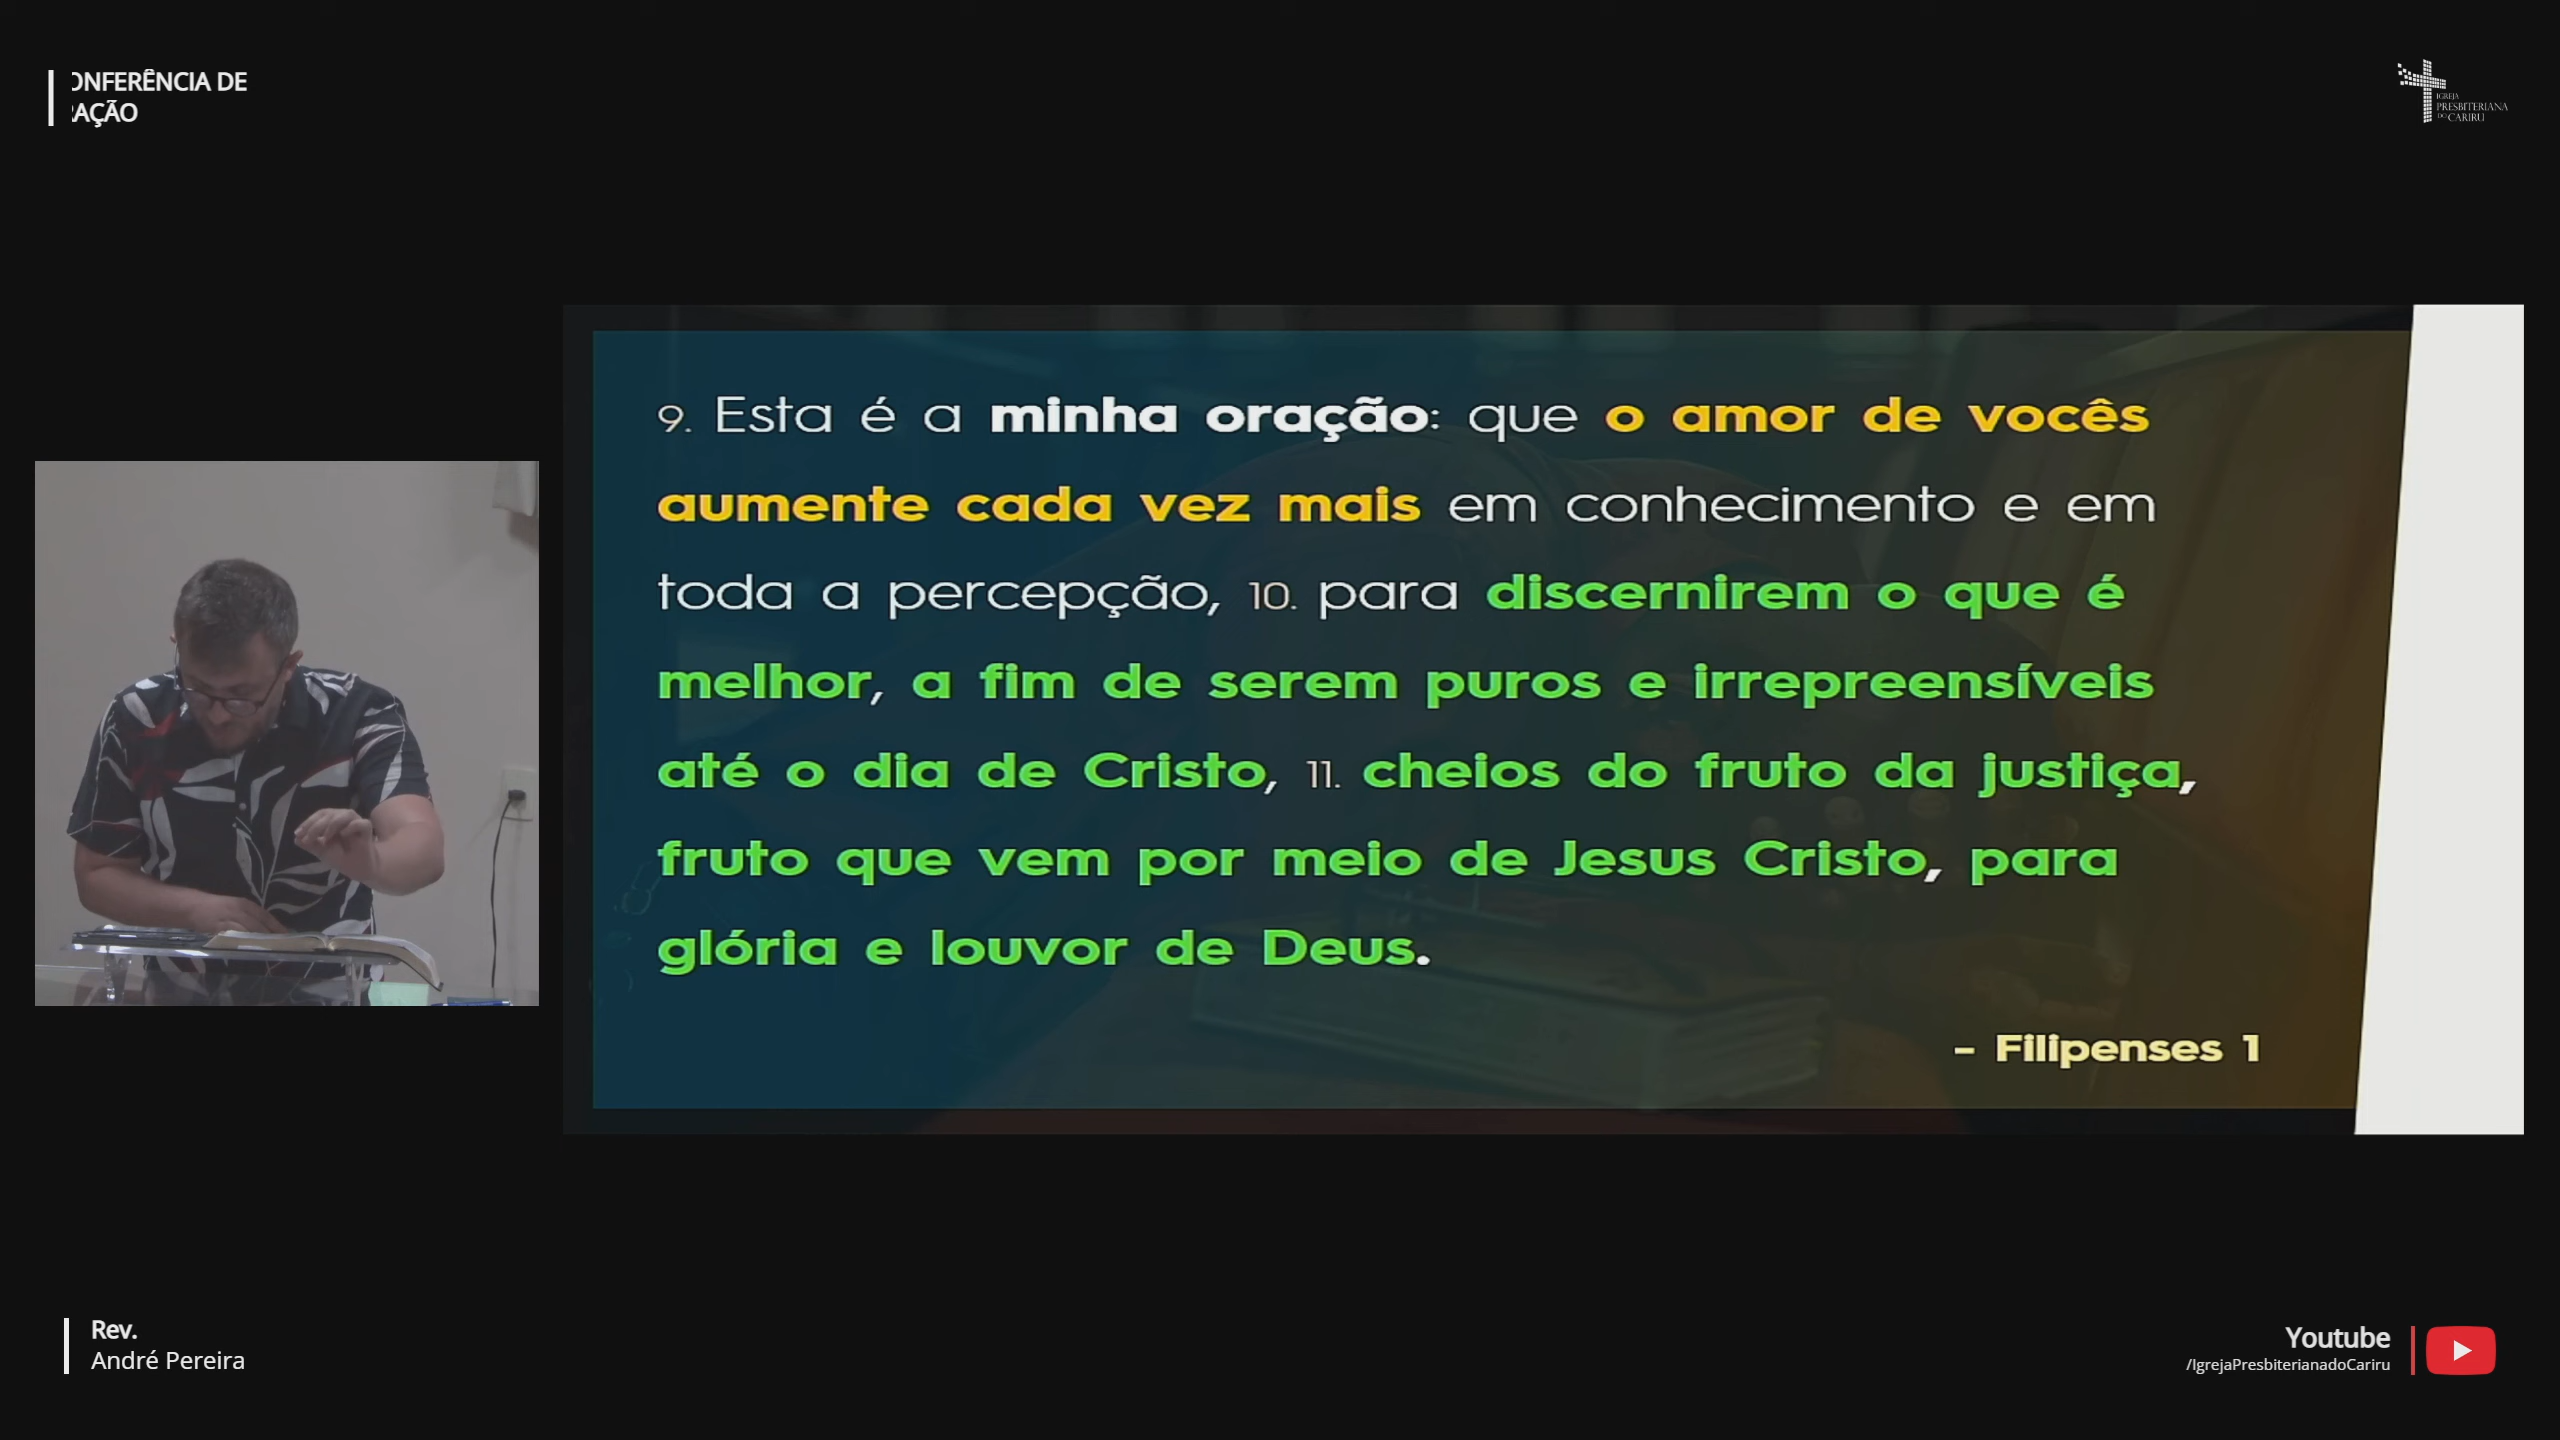 ONFERÊNCIA DE
AÇÃO
IGREJA
PRESBITERIANA
DO CARIRU
9. Esta é a minha oração: que o amor de vocês
aumente cada vez mais em conhecimento e em
toda a percepção, 10. para discernirem o que é
melhor, a fim de serem puros e irrepreensíveis
até o dia de Cristo, 11. cheios do fruto da justiça,
fruto que vem por meio de Jesus Cristo, para
glória e louvor de Deus.
- Filipenses 1
Rev.
André Pereira
Youtube
/IgrejaPresbiterianadoCariru